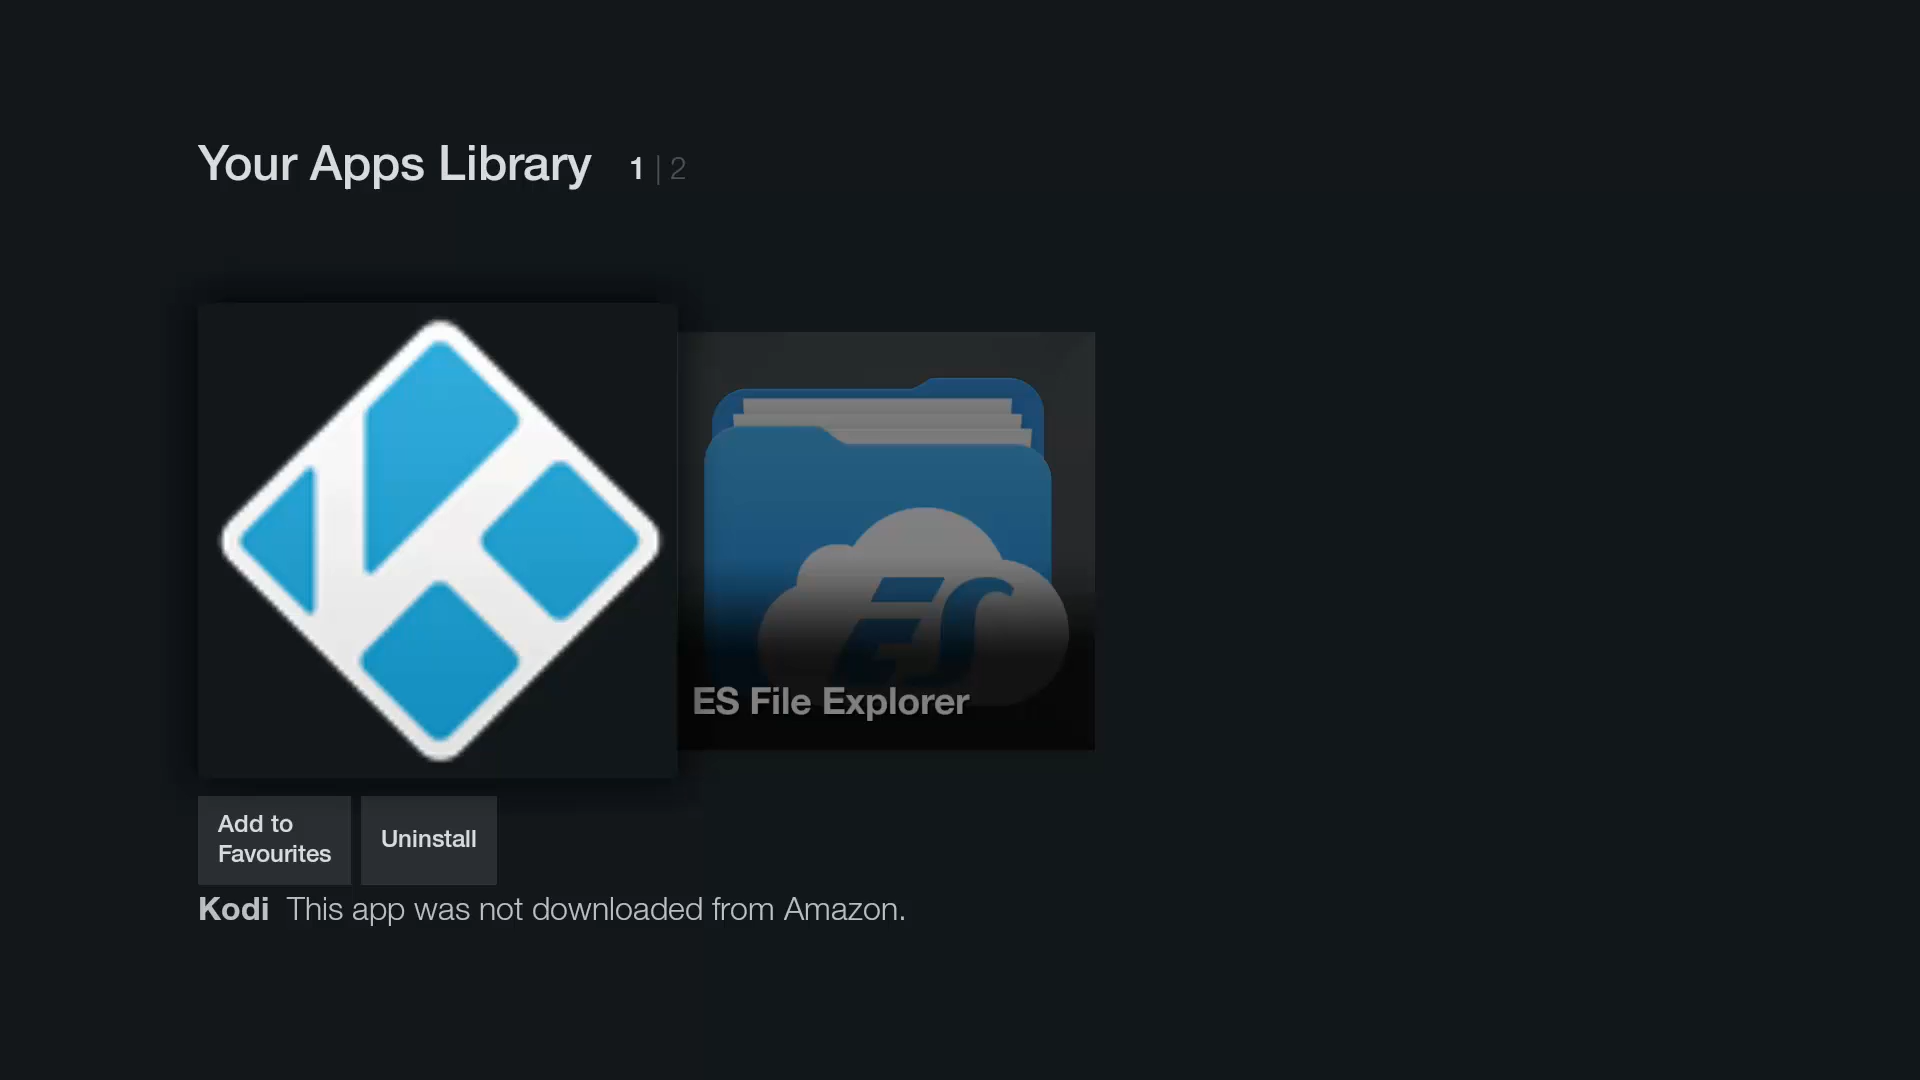 Your Apps Library 1 | 2
ES
ES File Explorer
Add to
Favourites
Uninstall
Kodi This app was not downloaded from Amazon.